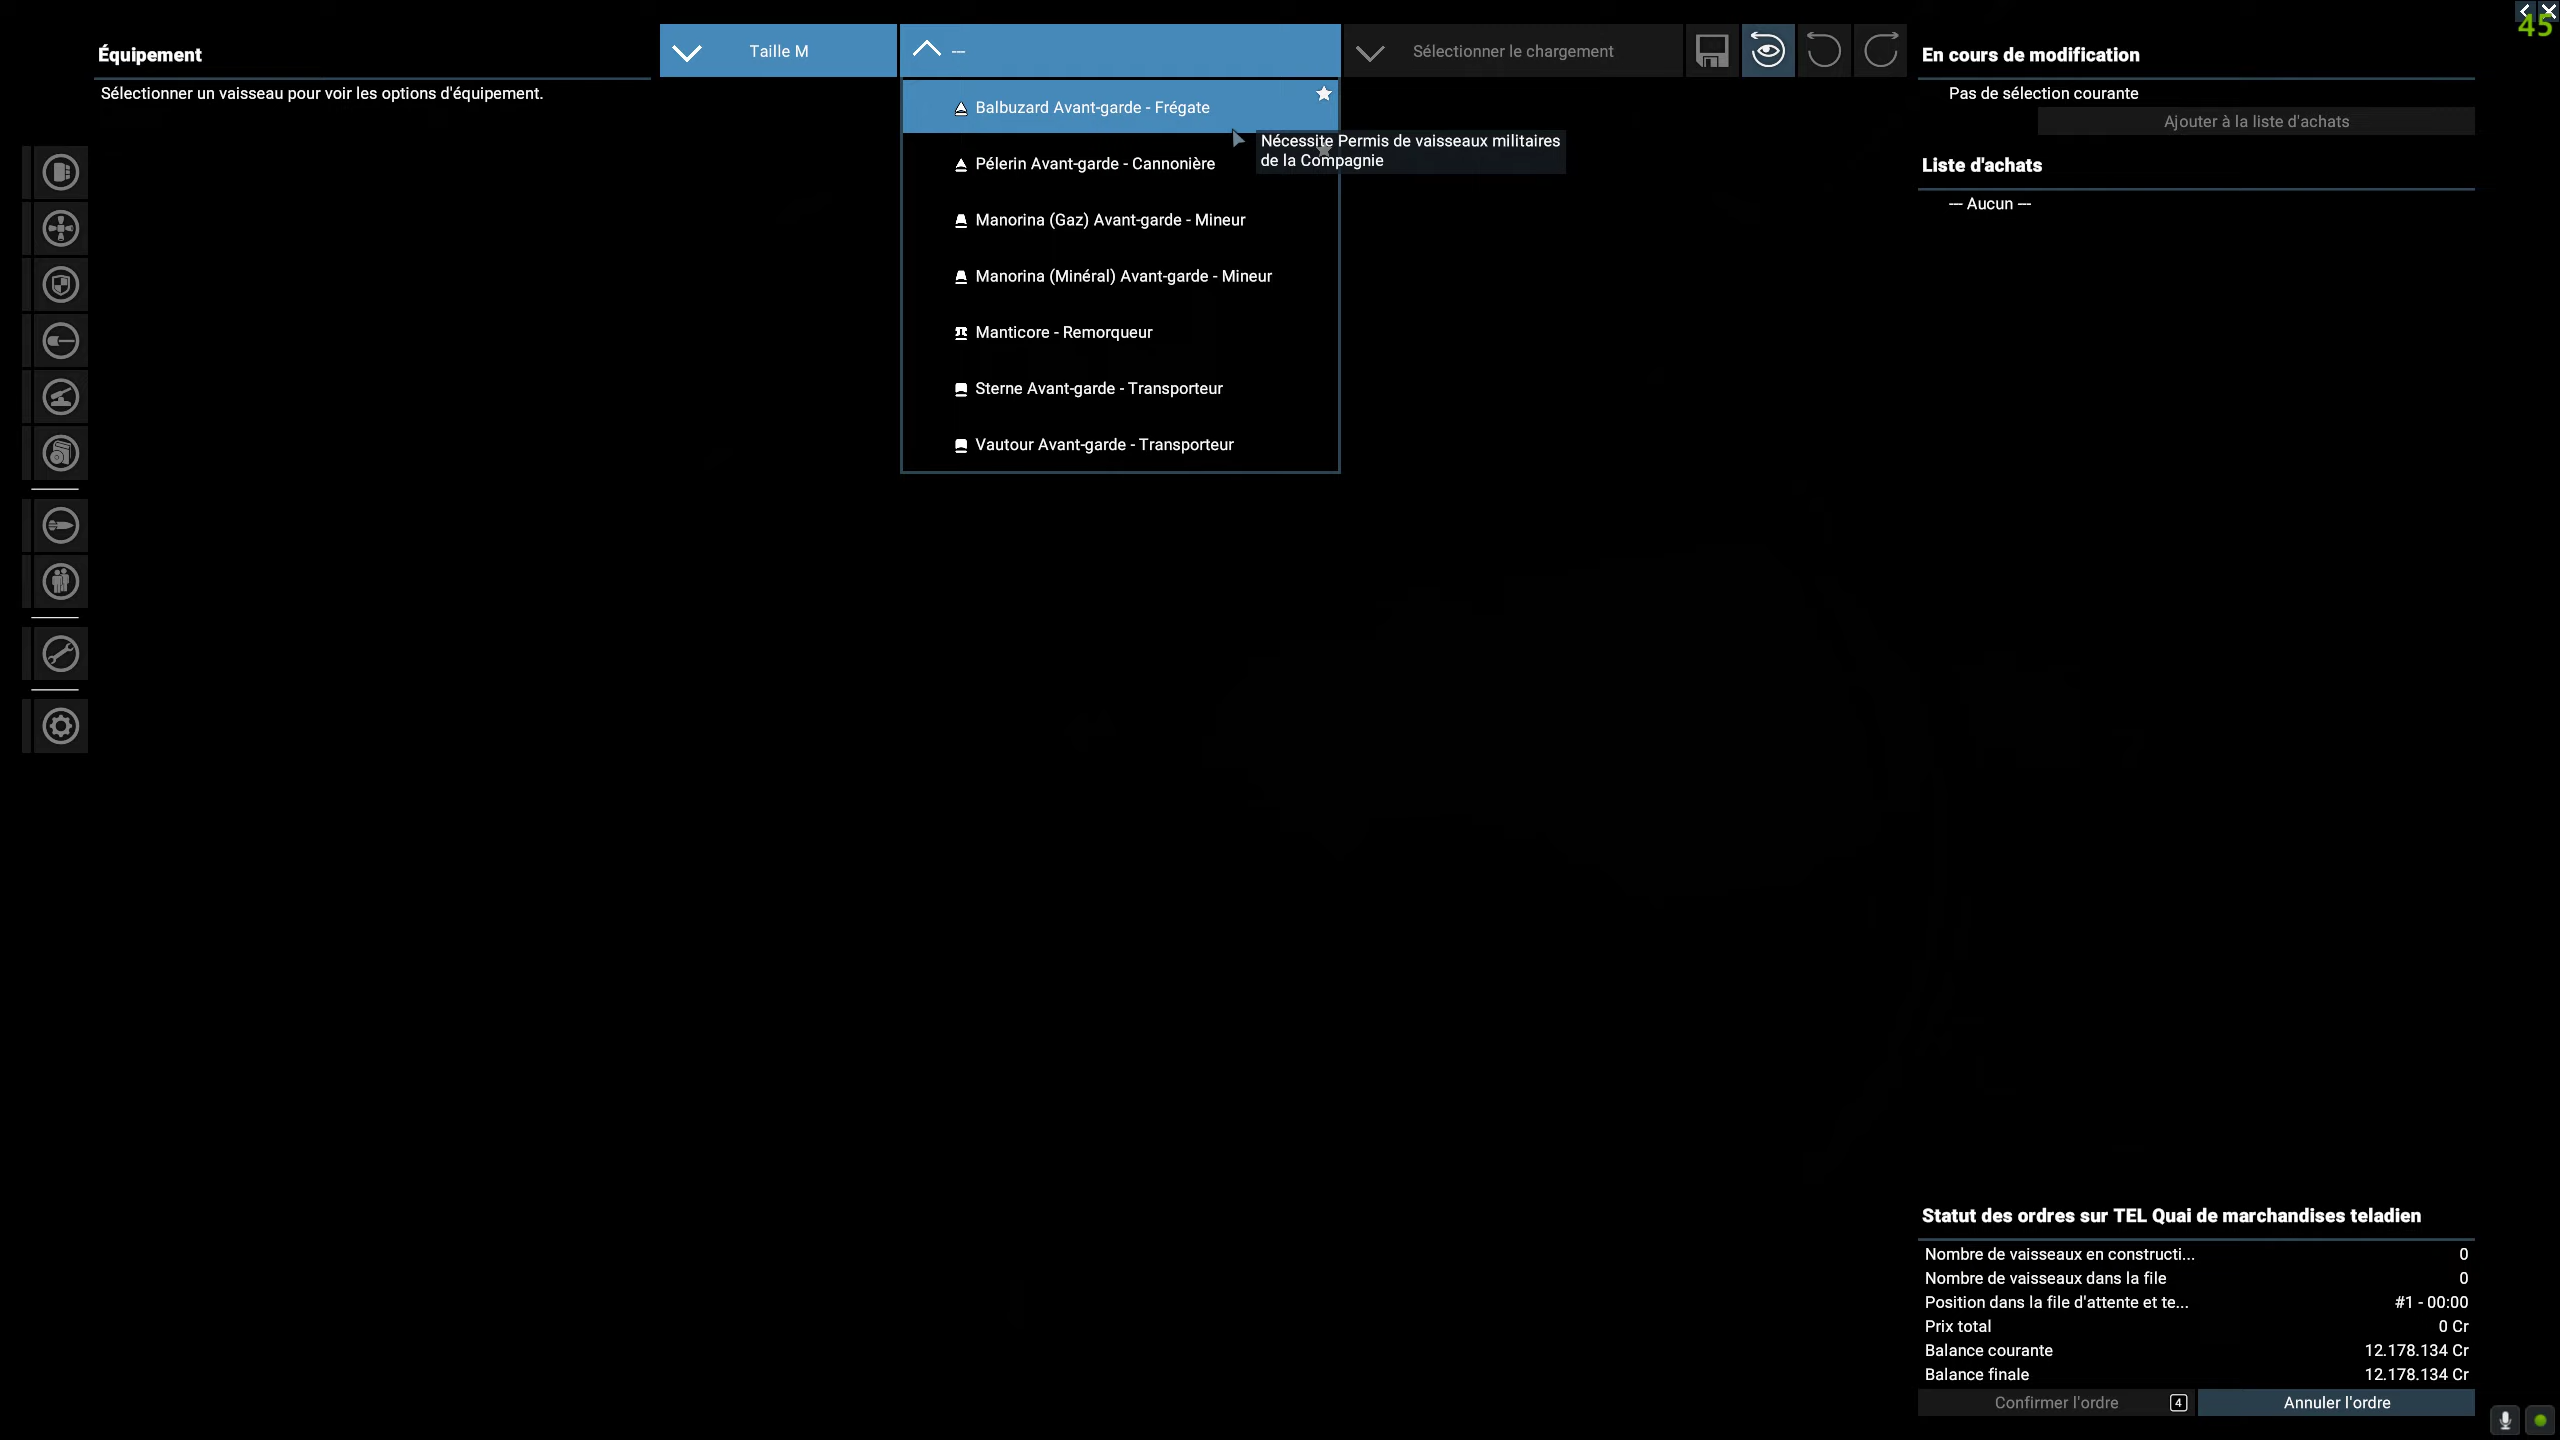 45
Équipement
Sélectionner un vaisseau pour voir les options d'équipement.
Taille M
---
Sélectionner le chargement
Balbuzard Avant-garde - Frégate
Nécessite Permis de vaisseaux militaires
de la Compagnie
Pélerin Avant-garde - Cannonière
Manorina (Gaz) Avant-garde - Mineur
Manorina (Minéral) Avant-garde - Mineur
Manticore - Remorqueur
Sterne Avant-garde - Transporteur
Vautour Avant-garde - Transporteur
En cours de modification
Pas de sélection courante
Ajouter à la liste d'achats
Liste d'achats
--- Aucun ---
Statut des ordres sur TEL Quai de marchandises teladien
Nombre de vaisseaux en constructi... 0
Nombre de vaisseaux dans la file 0
Position dans la file d'attente et te... #1 - 00:00
Prix total 0 Cr
Balance courante 12.178.134 Cr
Balance finale 12.178.134 Cr
Confirmer l'ordre 4
Annuler l'ordre